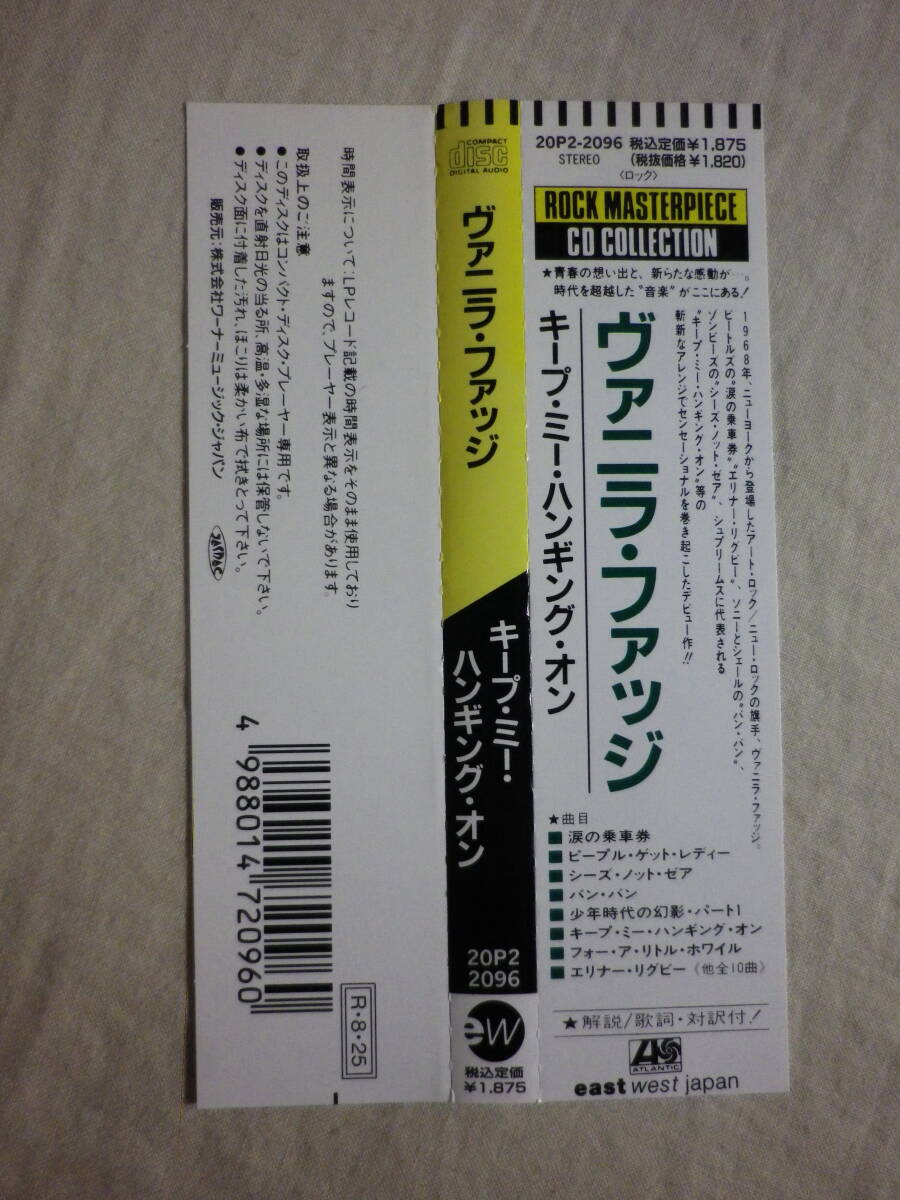 20P2-2096 税込定価¥1,875
STEREO (税抜価格¥1,820)
〈ロック〉
ROCK MASTERPIECE
CD COLLECTION
★青春の想い出と、新らたな感動が…。
時代を超越した“音楽”がここにある!
1968年、ニューヨークから登場したアート・ロック/ニュー・ロックの旗手、ヴァニラ・ファッジ。
ビートルズの“涙の乗車券”“エリナー・リグビー”、ソニーとシェールの“バン・バン”、
ゾンビーズの“シーズ・ノット・ゼア”、シュプリームスに代表される
“キープ・ミー・ハンギング・オン”等の
斬新なアレンジでセンセーショナルを巻き起こしたデビュー作!!
ヴァニラ・ファッジ
キープ・ミー・ハンギング・オン
★曲目
涙の乗車券
ピープル・ゲット・レディー
シーズ・ノット・ゼア
バン・バン
少年時代の幻影・パート1
キープ・ミー・ハンギング・オン
フォー・ア・リトル・ホワイル
エリナー・リグビー《他全10曲》
★解説/歌詞・対訳付!
ATLANTIC
east west japan
COMPACT
disc
DIGITAL AUDIO
ヴァニラ・ファッジ
キープ・ミー・
ハンギング・オン
20P2
2096
eW
税込定価
¥1,875
時間表示について:LPレコード記載の時間表示をそのまま使用しており
ますので、プレーヤー表示と異なる場合があります。
取扱上のご注意
●このディスクはコンパクト・ディスク・プレーヤー専用です。
●ディスクを直射日光の当る所、高温・多湿な場所には保管しないで下さい。
●ディスク面に付着した汚れ、ほこりは柔かい布で拭きとって下さい。
販売元:株式会社ワーナーミュージック・ジャパン
JASRAC
4 988014 720960
R・8・25